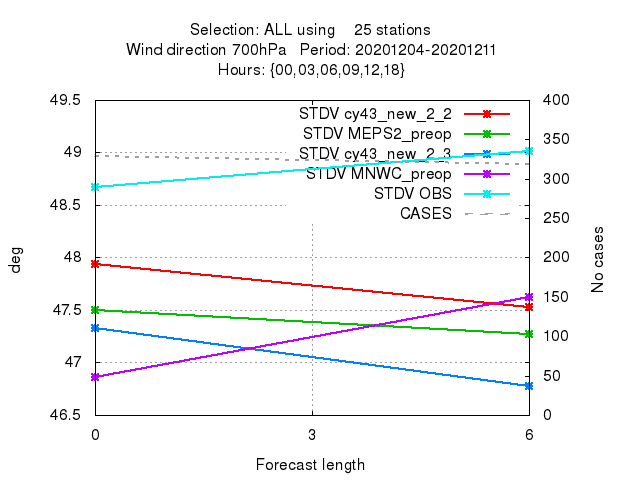 Selection: ALL using    25 stations
Wind direction 700hPa   Period: 20201204-20201211
Hours: {00,03,06,09,12,18}
49.5
49
48.5
48
47.5
47
46.5
deg
STDV cy43_new_2_2
STDV MEPS2_preop
STDV cy43_new_2_3
STDV MNWC_preop
STDV OBS
CASES
400
350
300
250
200
150
100
50
0
No cases
0
3
6
Forecast length